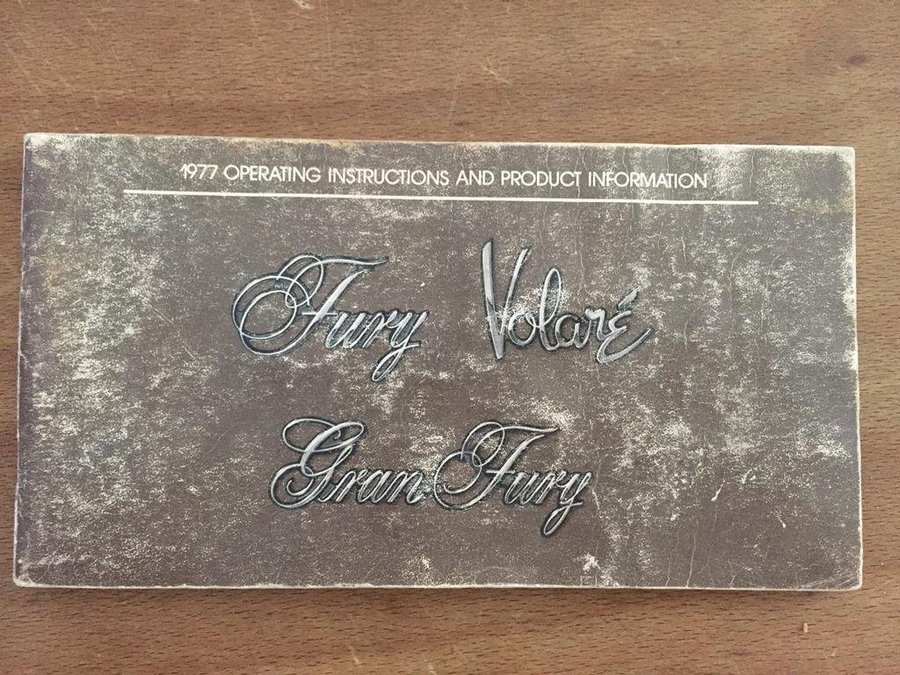 1977 OPERATING INSTRUCTIONS AND PRODUCT INFORMATION
Fury Volaré
Gran Fury